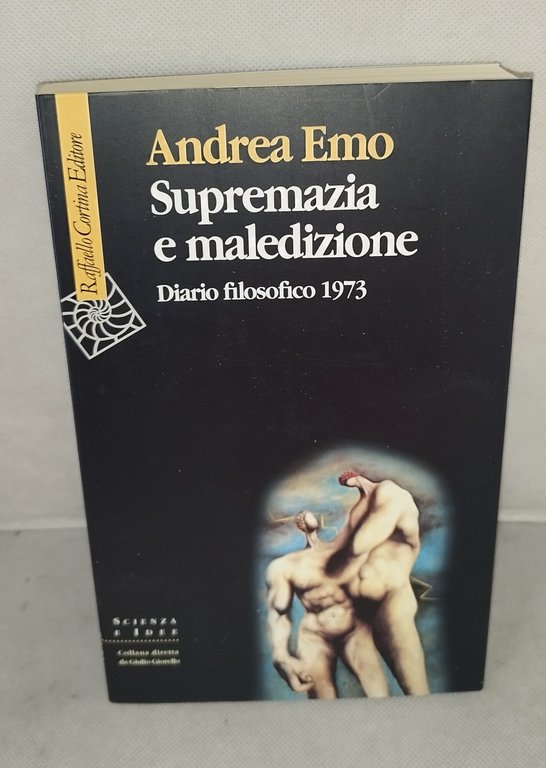 Raffaello Cortina Editore
Andrea Emo
Supremazia
e maledizione
Diario filosofico 1973
SCIENZA
E IDEE
Collana diretta
da Giulio Giorello